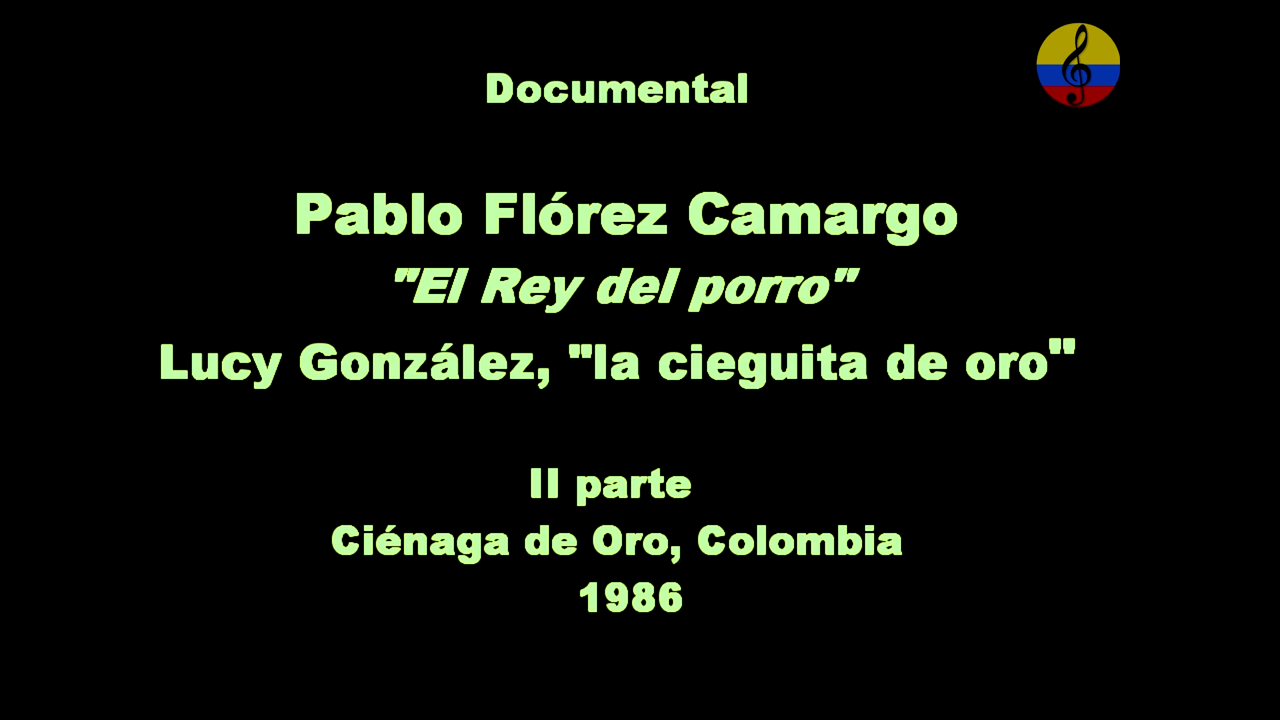 Documental
Pablo Flórez Camargo
"El Rey del porro"
Lucy González, "la cieguita de oro"
II parte
Ciénaga de Oro, Colombia
1986